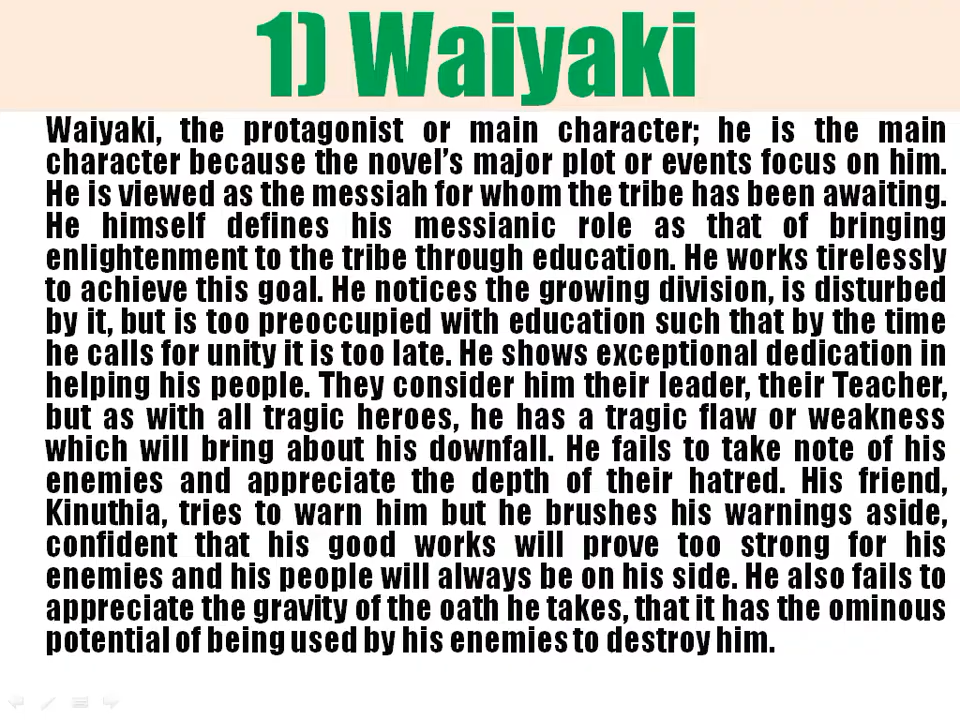 1) Waiyaki
Waiyaki, the protagonist or main character; he is the main
character because the novel's major plot or events focus on him.
He is viewed as the messiah for whom the tribe has been awaiting.
He himself defines his messianic role as that of bringing
enlightenment to the tribe through education. He works tirelessly
to achieve this goal. He notices the growing division, is disturbed
by it, but is too preoccupied with education such that by the time
he calls for unity it is too late. He shows exceptional dedication in
helping his people. They consider him their leader, their Teacher,
but as with all tragic heroes, he has a tragic flaw or weakness
which will bring about his downfall. He fails to take note of his
enemies and appreciate the depth of their hatred. His friend,
Kinuthia, tries to warn him but he brushes his warnings aside,
confident that his good works will prove too strong for his
enemies and his people will always be on his side. He also fails to
appreciate the gravity of the oath he takes, that it has the ominous
potential of being used by his enemies to destroy him.